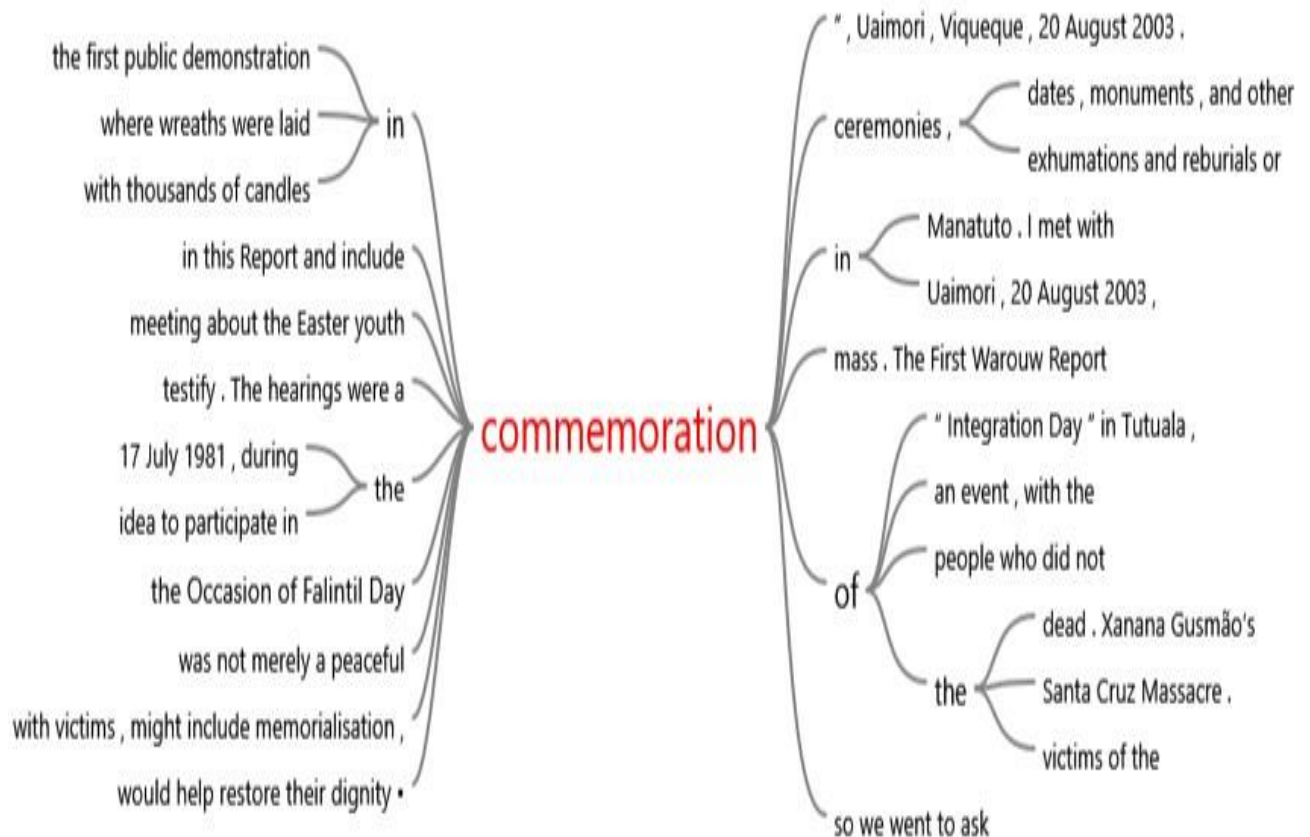 the first public demonstration
where wreaths were laid
with thousands of candles
in
in this Report and include
meeting about the Easter youth
testify . The hearings were a
17 July 1981 , during
idea to participate in
the
the Occasion of Falintil Day
was not merely a peaceful
with victims , might include memorialisation ,
would help restore their dignity •
commemoration
" , Uaimori , Viqueque , 20 August 2003 .
ceremonies ,
dates , monuments , and other
exhumations and reburials or
in
Manatuto . I met with
Uaimori , 20 August 2003 ,
mass . The First Warouw Report
of
" Integration Day " in Tutuala ,
an event , with the
people who did not
the
dead . Xanana Gusmão's
Santa Cruz Massacre .
victims of the
so we went to ask